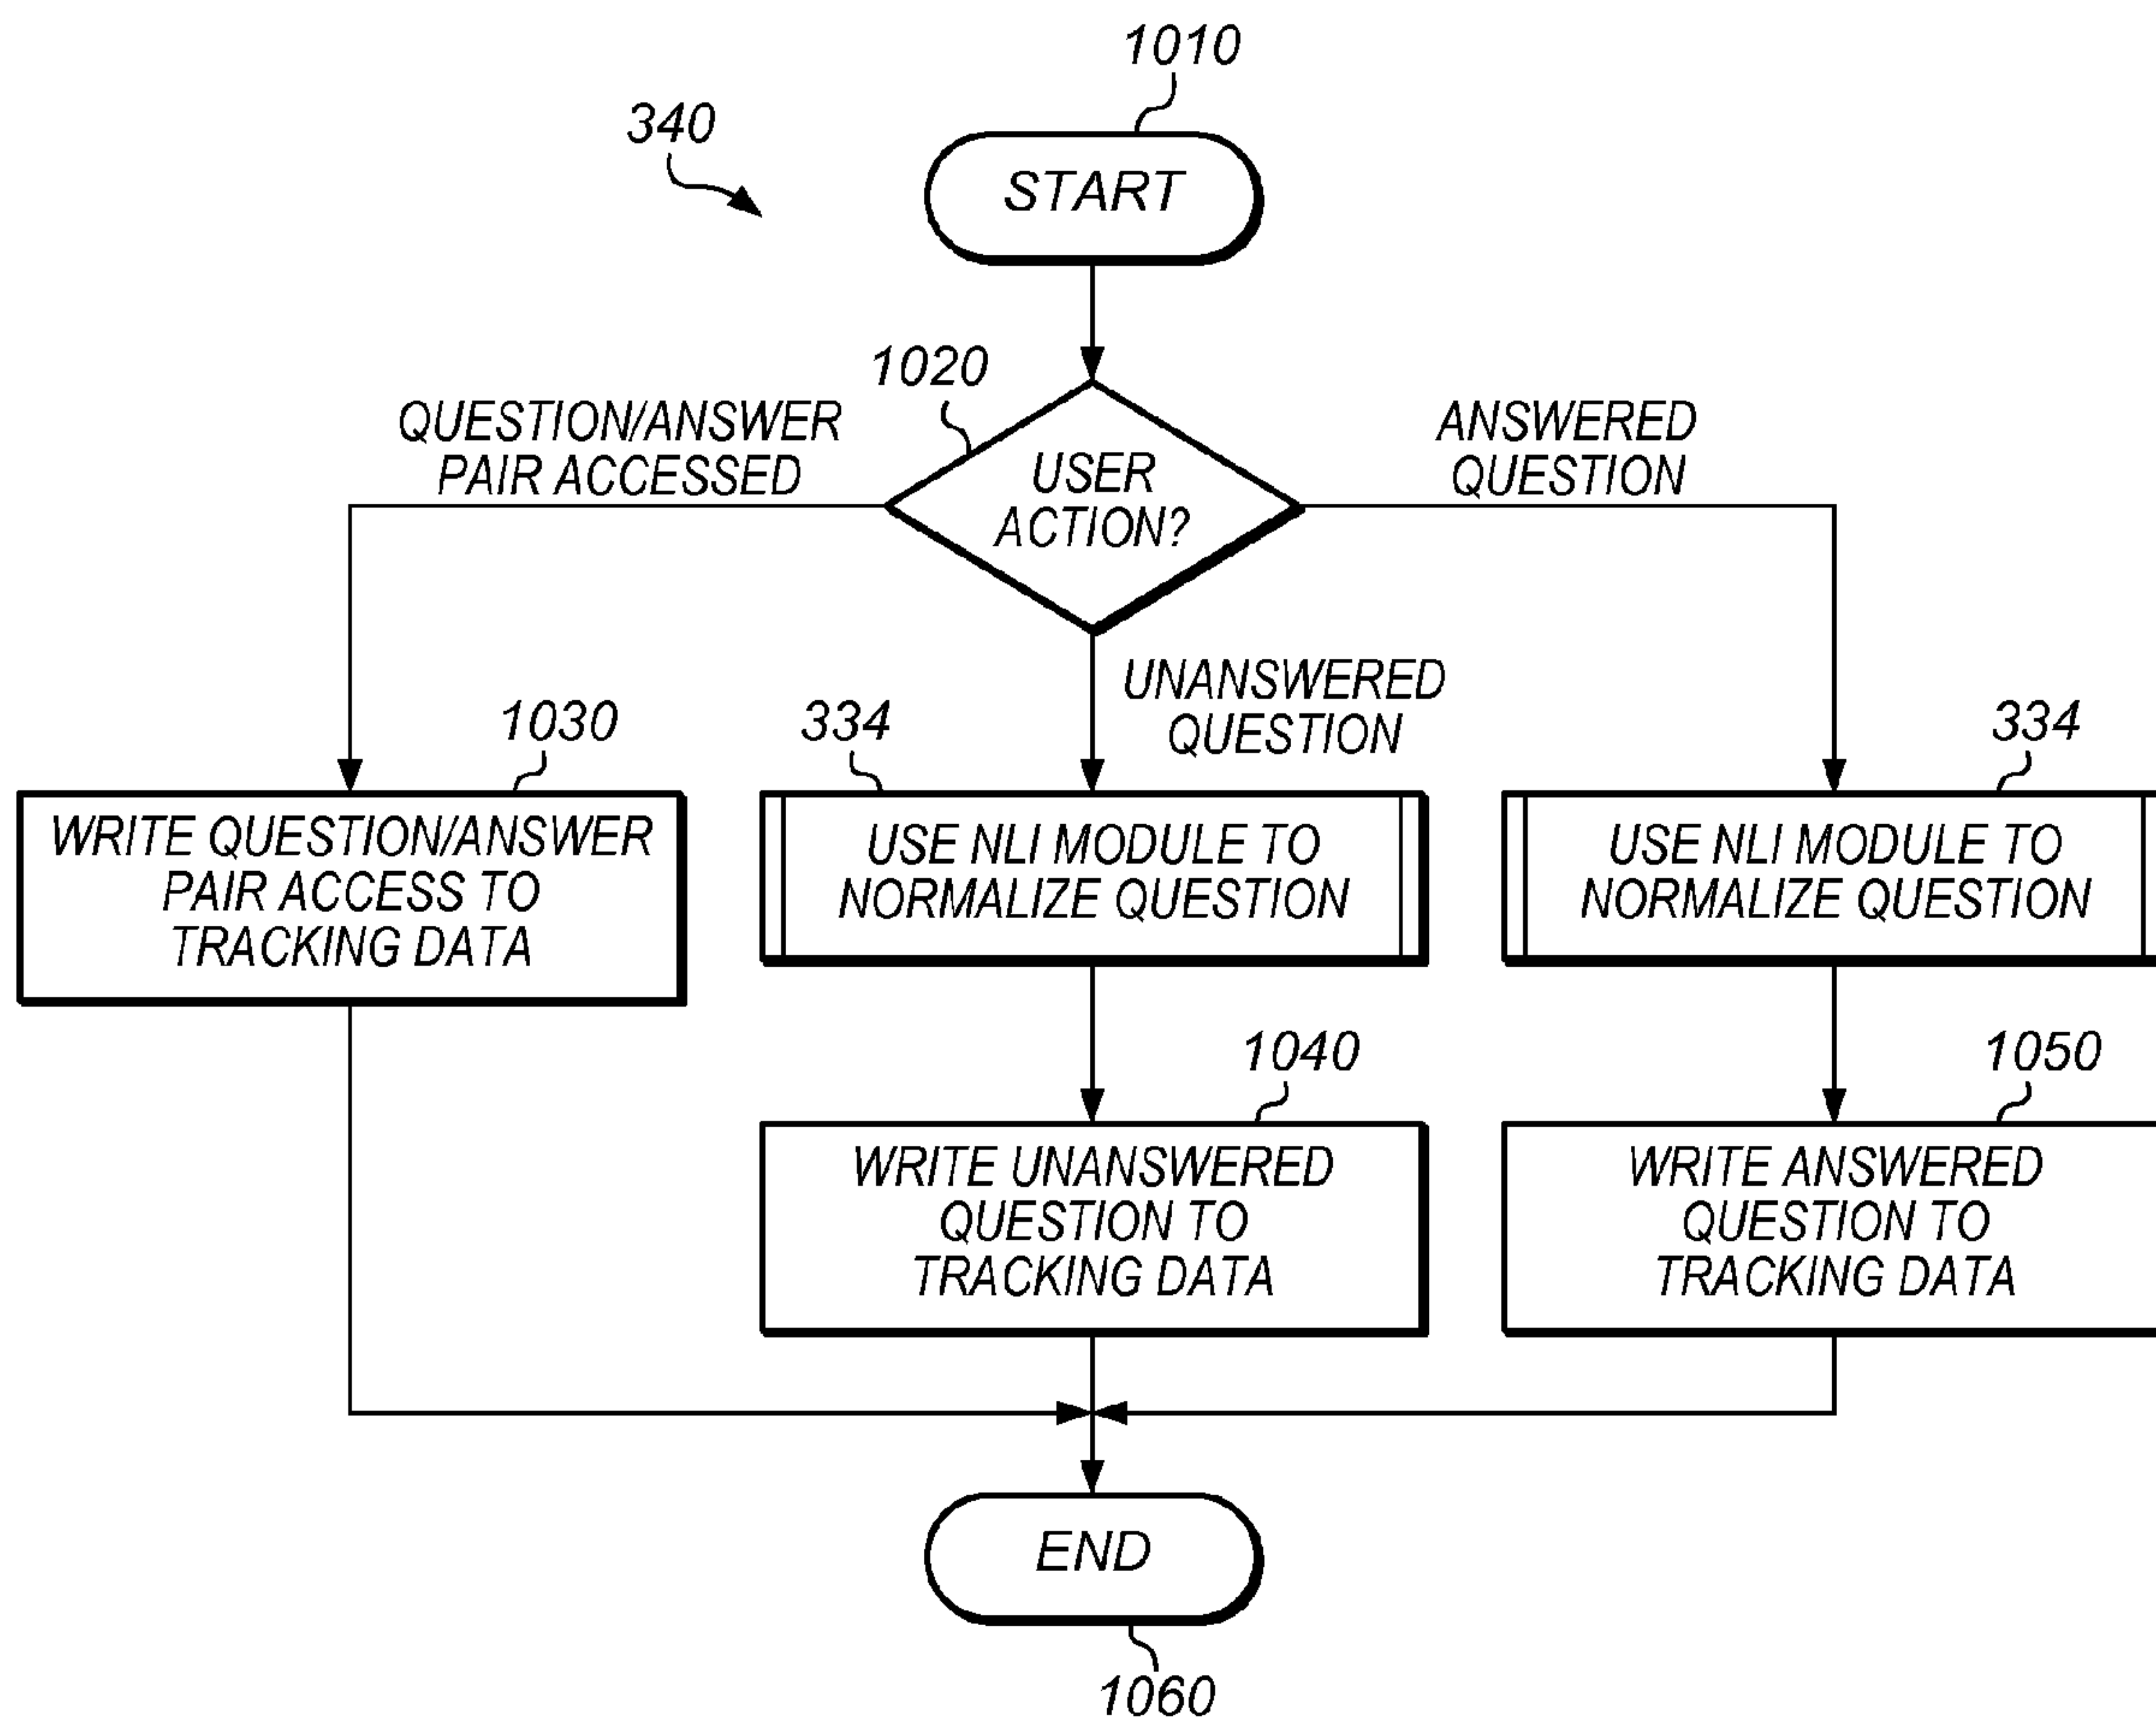 1010
340
START
1020
QUESTION/ANSWER
PAIR ACCESSED
USER
ACTION?
ANSWERED
QUESTION
UNANSWERED
QUESTION
1030
334
334
WRITE QUESTION/ANSWER
PAIR ACCESS TO
TRACKING DATA
USE NLI MODULE TO
NORMALIZE QUESTION
USE NLI MODULE TO
NORMALIZE QUESTION
1040
1050
WRITE UNANSWERED
QUESTION TO
TRACKING DATA
WRITE ANSWERED
QUESTION TO
TRACKING DATA
END
1060